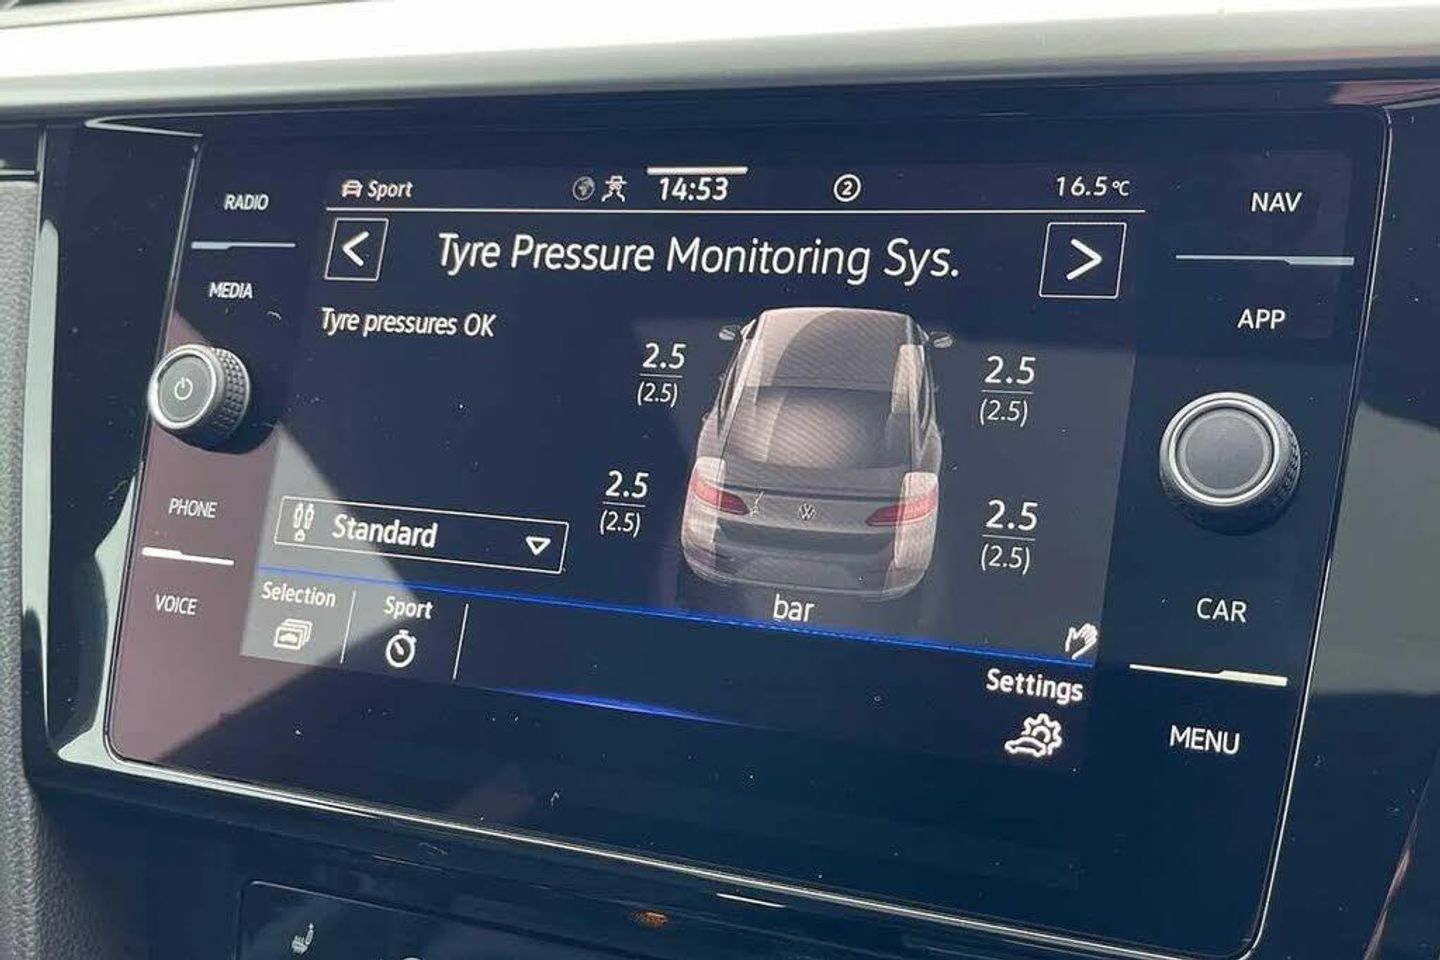 RADIO
Sport 14:53 2 16.5°C
NAV
Tyre Pressure Monitoring Sys.
MEDIA
APP
Tyre pressures OK
2.5
(2.5)
2.5
(2.5)
2.5
(2.5)
2.5
(2.5)
PHONE
Standard
VOICE
Selection
Sport
bar
CAR
Settings
MENU